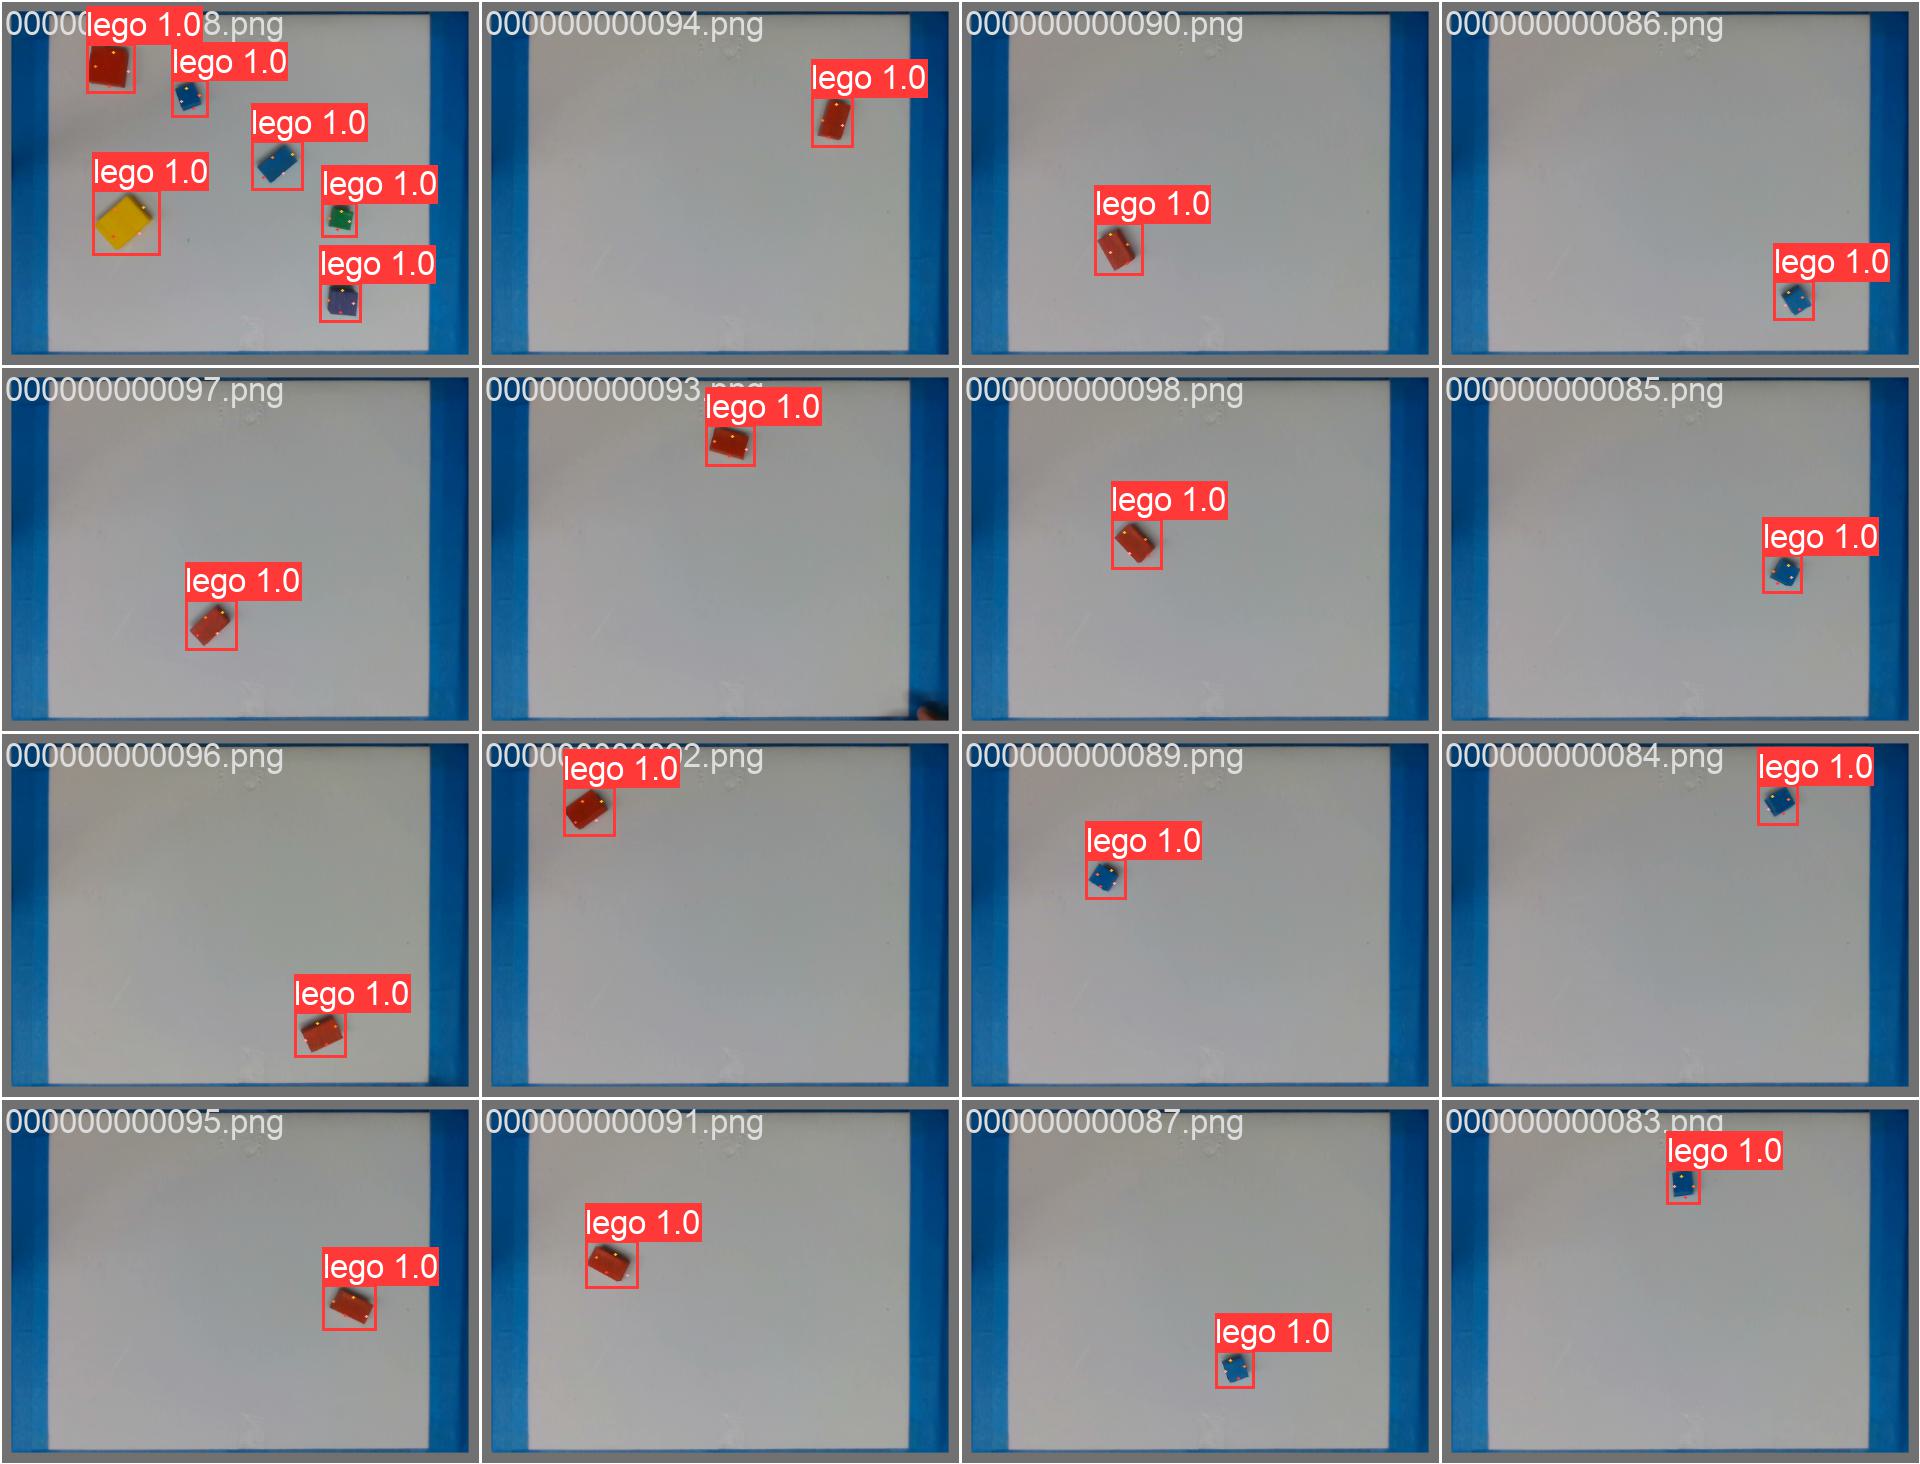 lego 1.0
8.png
lego 1.0
lego 1.0
lego 1.0
lego 1.0
lego 1.0
000000000094.png
lego 1.0
000000000090.png
lego 1.0
000000000086.png
lego 1.0
000000000097.png
lego 1.0
000000000093.png
lego 1.0
000000000098.png
lego 1.0
000000000085.png
lego 1.0
000000000096.png
lego 1.0
2.png
lego 1.0
000000000089.png
lego 1.0
000000000084.png
lego 1.0
000000000095.png
lego 1.0
000000000091.png
lego 1.0
000000000087.png
lego 1.0
000000000083.png
lego 1.0